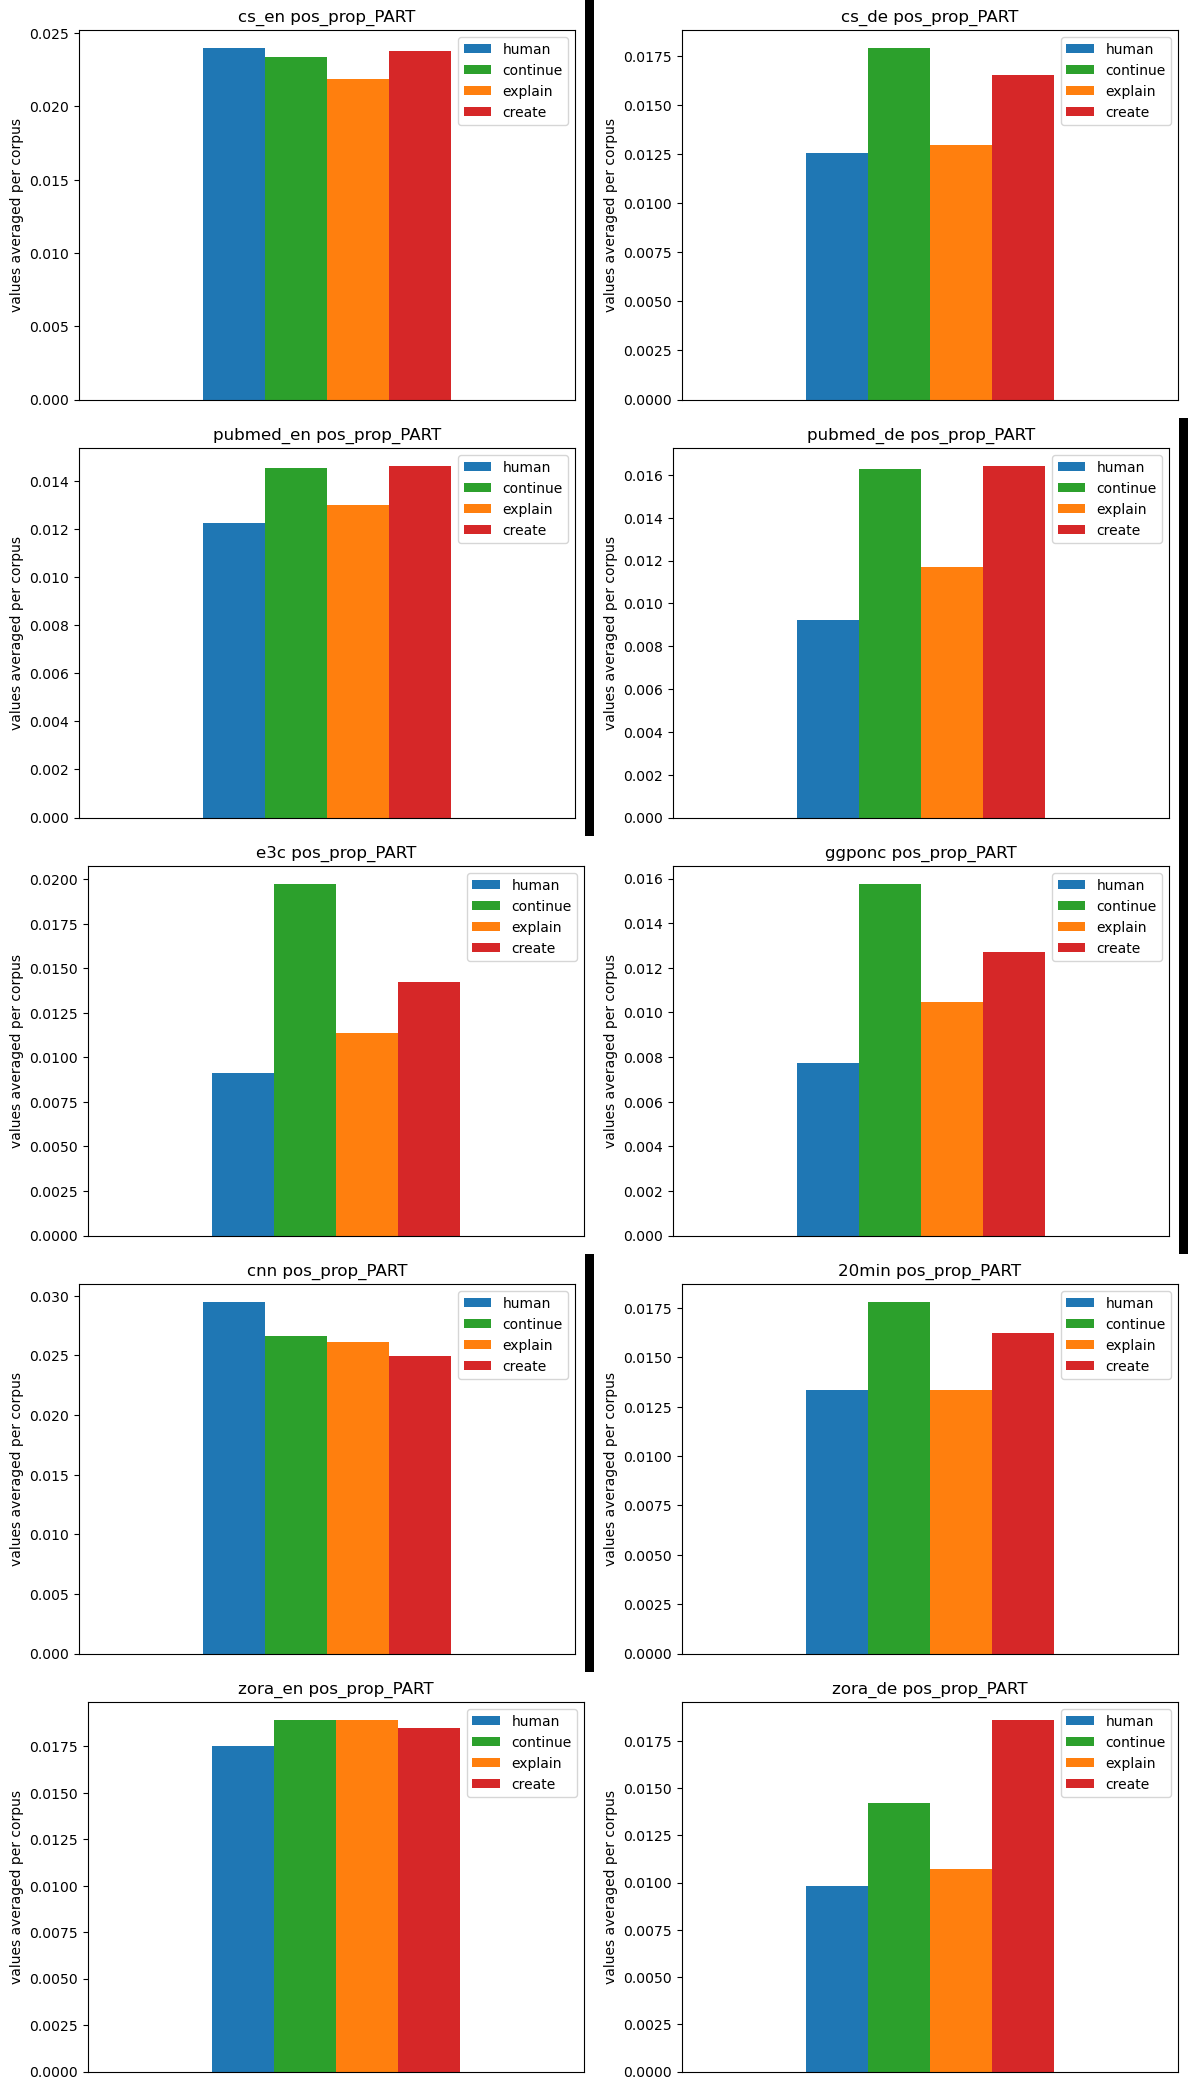 cs_en pos_prop_PART
values averaged per corpus
0.025
0.020
0.015
0.010
0.005
0.000
human
continue
explain
create
cs_de pos_prop_PART
values averaged per corpus
0.0175
0.0150
0.0125
0.0100
0.0075
0.0050
0.0025
0.0000
human
continue
explain
create
pubmed_en pos_prop_PART
values averaged per corpus
0.014
0.012
0.010
0.008
0.006
0.004
0.002
0.000
human
continue
explain
create
pubmed_de pos_prop_PART
values averaged per corpus
0.016
0.014
0.012
0.010
0.008
0.006
0.004
0.002
0.000
human
continue
explain
create
e3c pos_prop_PART
values averaged per corpus
0.0200
0.0175
0.0150
0.0125
0.0100
0.0075
0.0050
0.0025
0.0000
human
continue
explain
create
ggponc pos_prop_PART
values averaged per corpus
0.016
0.014
0.012
0.010
0.008
0.006
0.004
0.002
0.000
human
continue
explain
create
cnn pos_prop_PART
values averaged per corpus
0.030
0.025
0.020
0.015
0.010
0.005
0.000
human
continue
explain
create
20min pos_prop_PART
values averaged per corpus
0.0175
0.0150
0.0125
0.0100
0.0075
0.0050
0.0025
0.0000
human
continue
explain
create
zora_en pos_prop_PART
values averaged per corpus
0.0175
0.0150
0.0125
0.0100
0.0075
0.0050
0.0025
0.0000
human
continue
explain
create
zora_de pos_prop_PART
values averaged per corpus
0.0175
0.0150
0.0125
0.0100
0.0075
0.0050
0.0025
0.0000
human
continue
explain
create